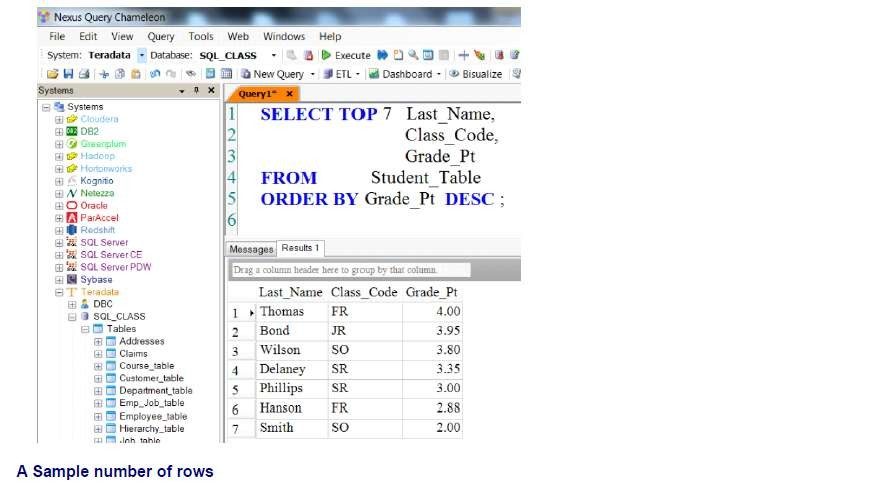 Nexus Query Chameleon
File Edit View Query Tools Web Windows Help
System: Teradata Database: SQL_CLASS Execute
New Query ETL Dashboard Bisualize
Systems
Query1* ×
Systems
Cloudera
DB2
Greenplum
Hadoop
Hortonworks
Kognitio
Netezza
Oracle
ParAccel
Redshift
SQL Server
SQL Server CE
SQL Server PDW
Sybase
Teradata
DBC
SQL_CLASS
Tables
Addresses
Claims
Course_table
Customer_table
Department_table
Emp_Job_table
Employee_table
Hierarchy_table
Job_table
1 SELECT TOP 7 Last_Name,
2 Class_Code,
3 Grade_Pt
4 FROM Student_Table
5 ORDER BY Grade_Pt DESC ;
6
Messages Results 1
Drag a column header here to group by that column.
Last_Name Class_Code Grade_Pt
1 Thomas FR 4.00
2 Bond JR 3.95
3 Wilson SO 3.80
4 Delaney SR 3.35
5 Phillips SR 3.00
6 Hanson FR 2.88
7 Smith SO 2.00
A Sample number of rows